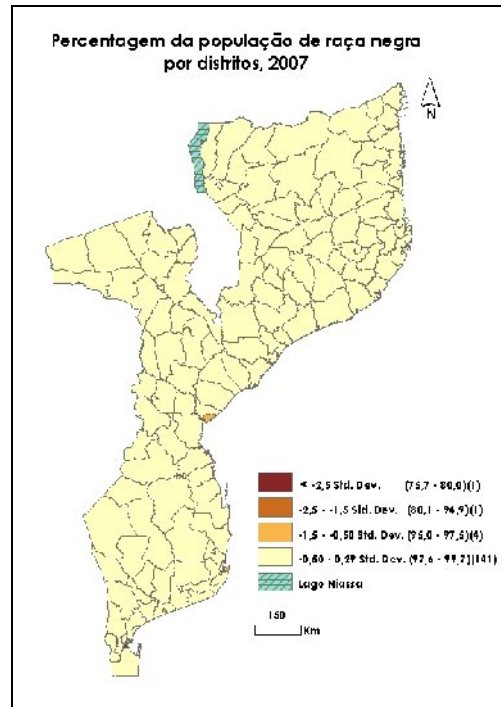 Percentagem da população de raça negra
por distritos, 2007
N
< -2,5 Std. Dev. (75,7 - 80,0)(1)
-2,5 - -1,5 Std. Dev. (80,1 - 94,9)(1)
-1,5 - -0,50 Std. Dev. (95,0 - 97,5)(4)
-0,50 - 0,29 Std. Dev. (97,6 - 99,7)(141)
Lago Niassa
150
Km